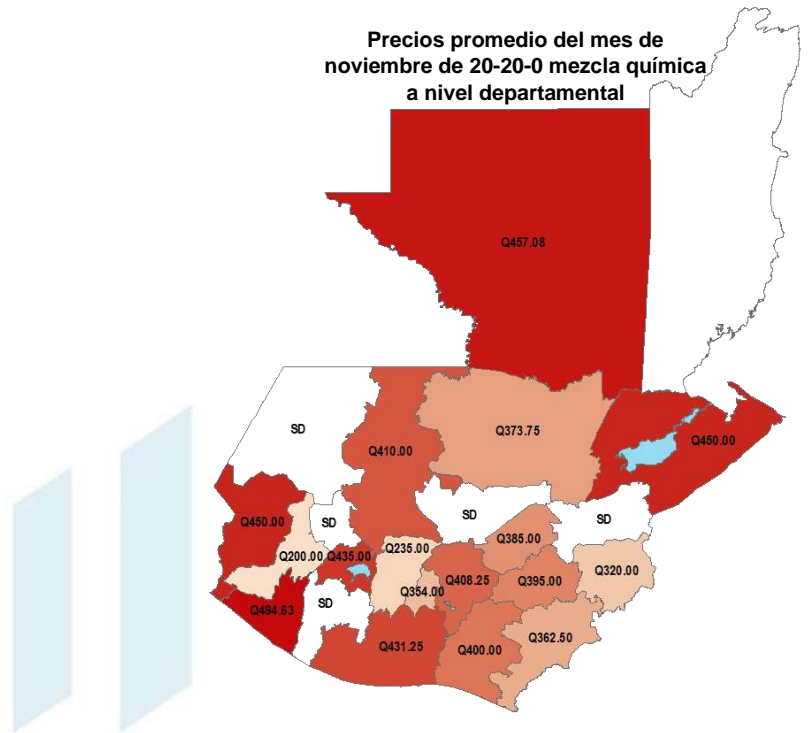 Precios promedio del mes de
noviembre de 20-20-0 mezcla química
a nivel departamental
Q457.08
SD
Q410.00
Q373.75
Q450.00
Q450.00
SD
SD
SD
Q200.00
Q435.00
Q235.00
Q385.00
Q408.25
Q395.00
Q320.00
Q354.00
Q494.63
SD
Q431.25
Q400.00
Q362.50